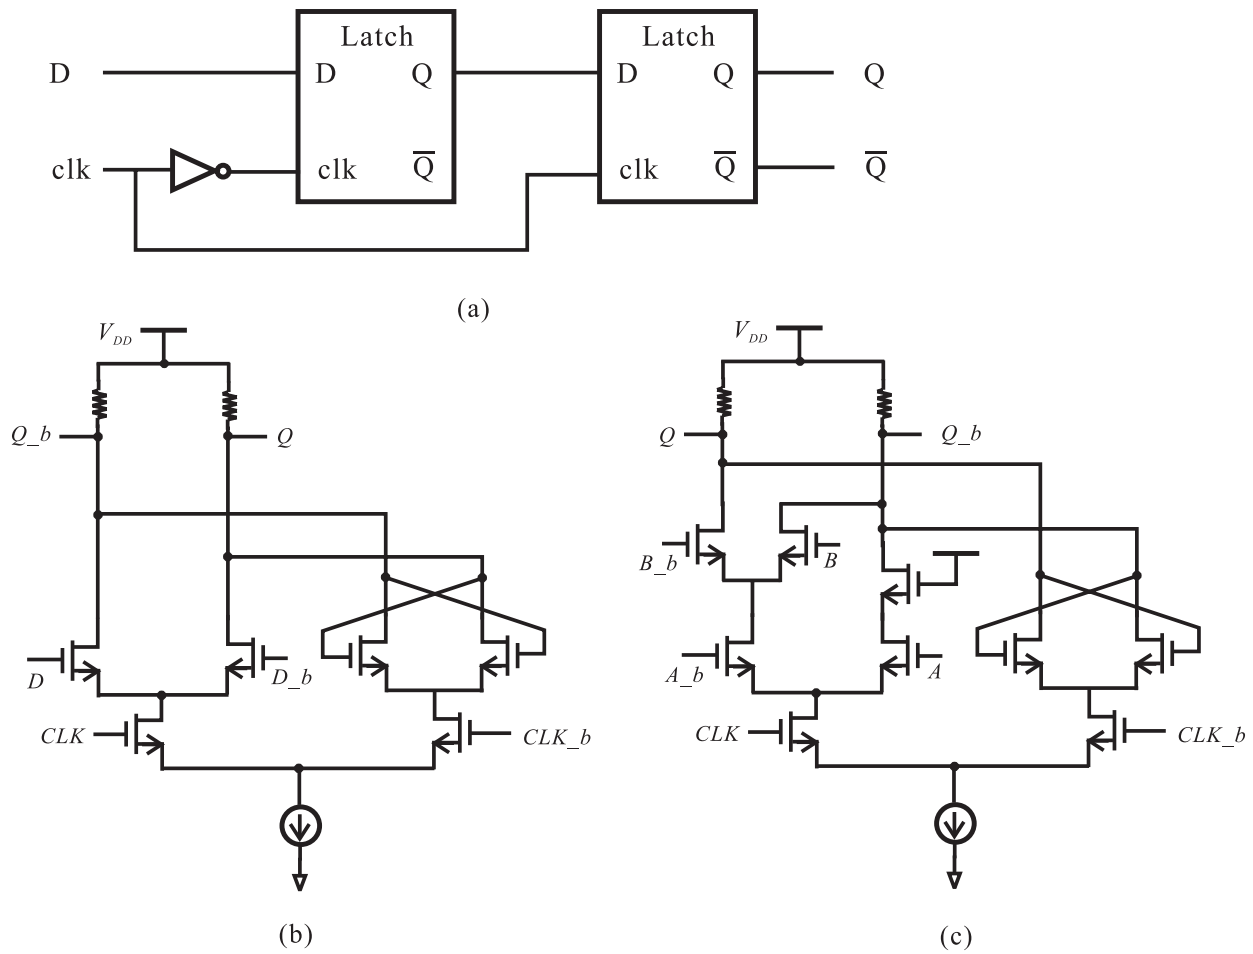 Latch Latch
D D Q D Q Q
clk clk Q clk Q Q
(a)
V_DD V_DD
Q_b Q Q Q_b
B_b B
D D_b A_b A
CLK CLK_b CLK CLK_b
(b) (c)